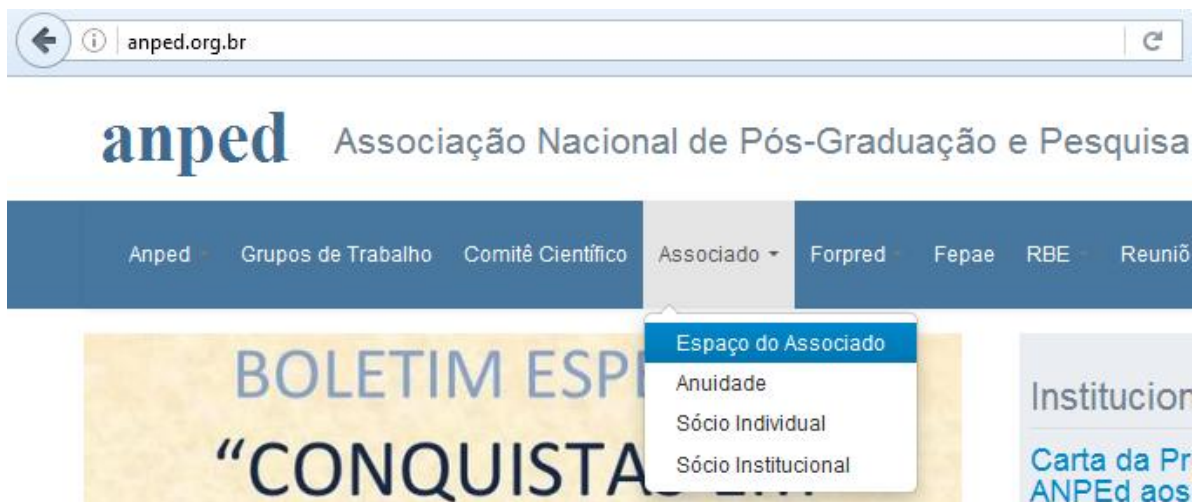 anped.org.br
anped Associação Nacional de Pós-Graduação e Pesquisa
Anped Grupos de Trabalho Comitê Científico Associado Forpred Fepae RBE Reuniõ
Espaço do Associado
Anuidade
Sócio Individual
Sócio Institucional
BOLETIM ESP
"CONQUISTA
Institucion
Carta da Pr
ANPEd aos